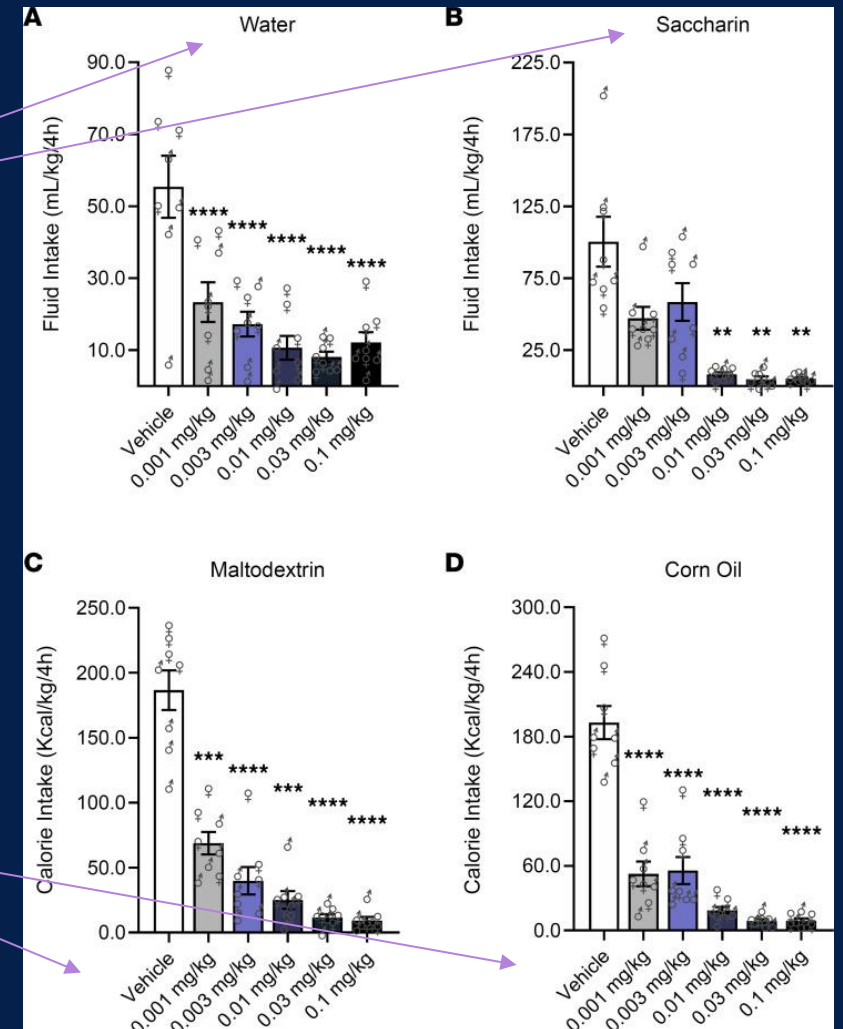 A
Water
Fluid Intake (mL/kg/4h)
90.0
70.0
50.0
30.0
10.0
****
****
****
****
****
Vehicle
0.001 mg/kg
0.003 mg/kg
0.01 mg/kg
0.03 mg/kg
0.1 mg/kg
B
Saccharin
Fluid Intake (mL/kg/4h)
225.0
175.0
125.0
75.0
25.0
**
**
**
Vehicle
0.001 mg/kg
0.003 mg/kg
0.01 mg/kg
0.03 mg/kg
0.1 mg/kg
C
Maltodextrin
Calorie Intake (Kcal/kg/4h)
250.0
200.0
150.0
100.0
50.0
0.0
***
****
***
****
****
Vehicle
0.001 mg/kg
0.003 mg/kg
0.01 mg/kg
0.03 mg/kg
0.1 mg/kg
D
Corn Oil
Calorie Intake (Kcal/kg/4h)
300.0
240.0
180.0
120.0
60.0
0.0
****
****
****
****
****
Vehicle
0.001 mg/kg
0.003 mg/kg
0.01 mg/kg
0.03 mg/kg
0.1 mg/kg